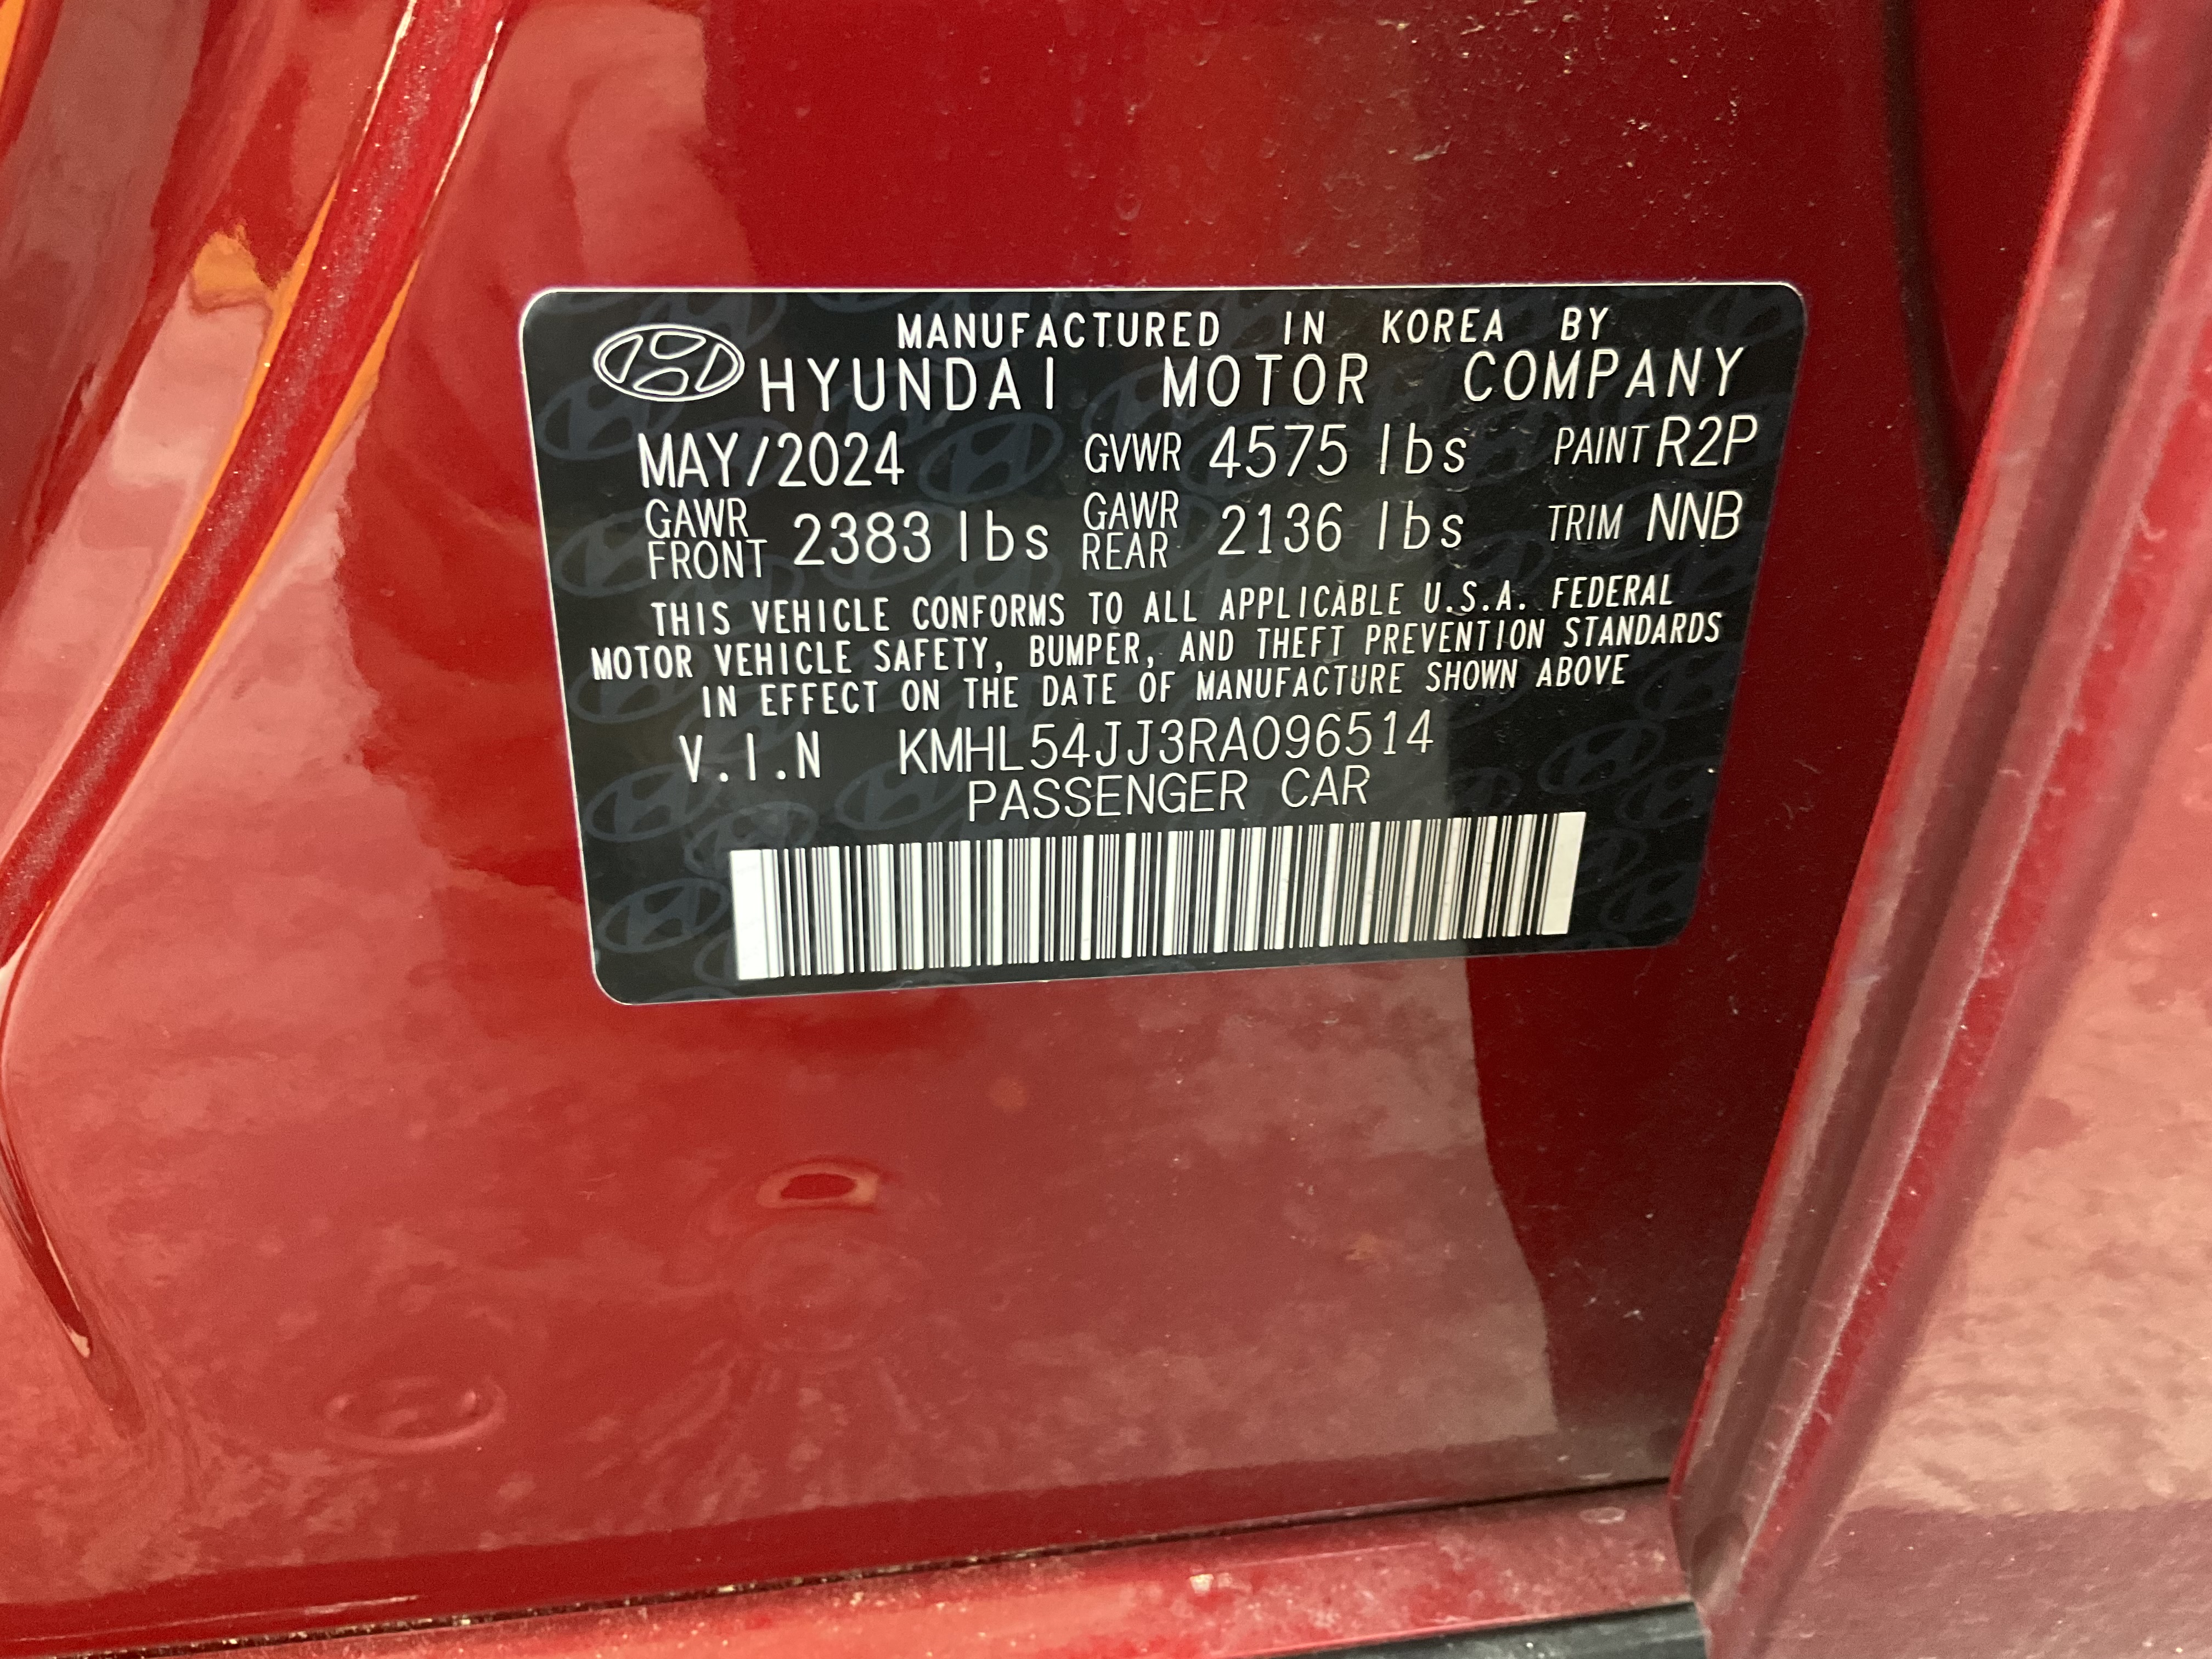 MANUFACTURED IN KOREA BY
HYUNDAI MOTOR COMPANY
MAY/2024 GVWR 4575 lbs PAINT R2P
GAWR FRONT 2383 lbs GAWR REAR 2136 lbs TRIM NNB
THIS VEHICLE CONFORMS TO ALL APPLICABLE U.S.A. FEDERAL
MOTOR VEHICLE SAFETY, BUMPER, AND THEFT PREVENTION STANDARDS
IN EFFECT ON THE DATE OF MANUFACTURE SHOWN ABOVE
V.I.N KMHL54JJ3RA096514
PASSENGER CAR